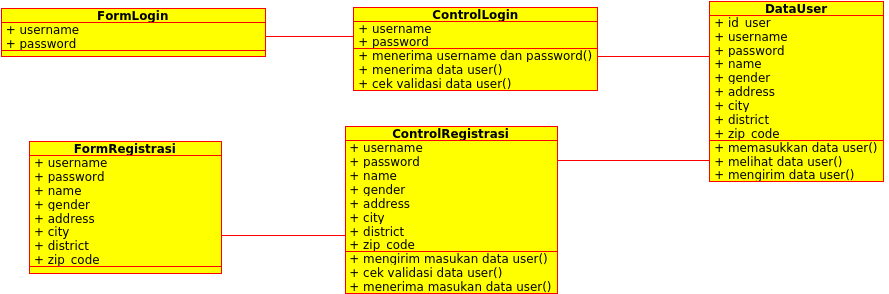 FormLogin
+ username
+ password
ControlLogin
+ username
+ password
+ menerima username dan password()
+ menerima data user()
+ cek validasi data user()
DataUser
+ id_user
+ username
+ password
+ name
+ gender
+ address
+ city
+ district
+ zip_code
+ memasukkan data user()
+ melihat data user()
+ mengirim data user()
FormRegistrasi
+ username
+ password
+ name
+ gender
+ address
+ city
+ district
+ zip_code
ControlRegistrasi
+ username
+ password
+ name
+ gender
+ address
+ city
+ district
+ zip_code
+ mengirim masukan data user()
+ cek validasi data user()
+ menerima masukan data user()